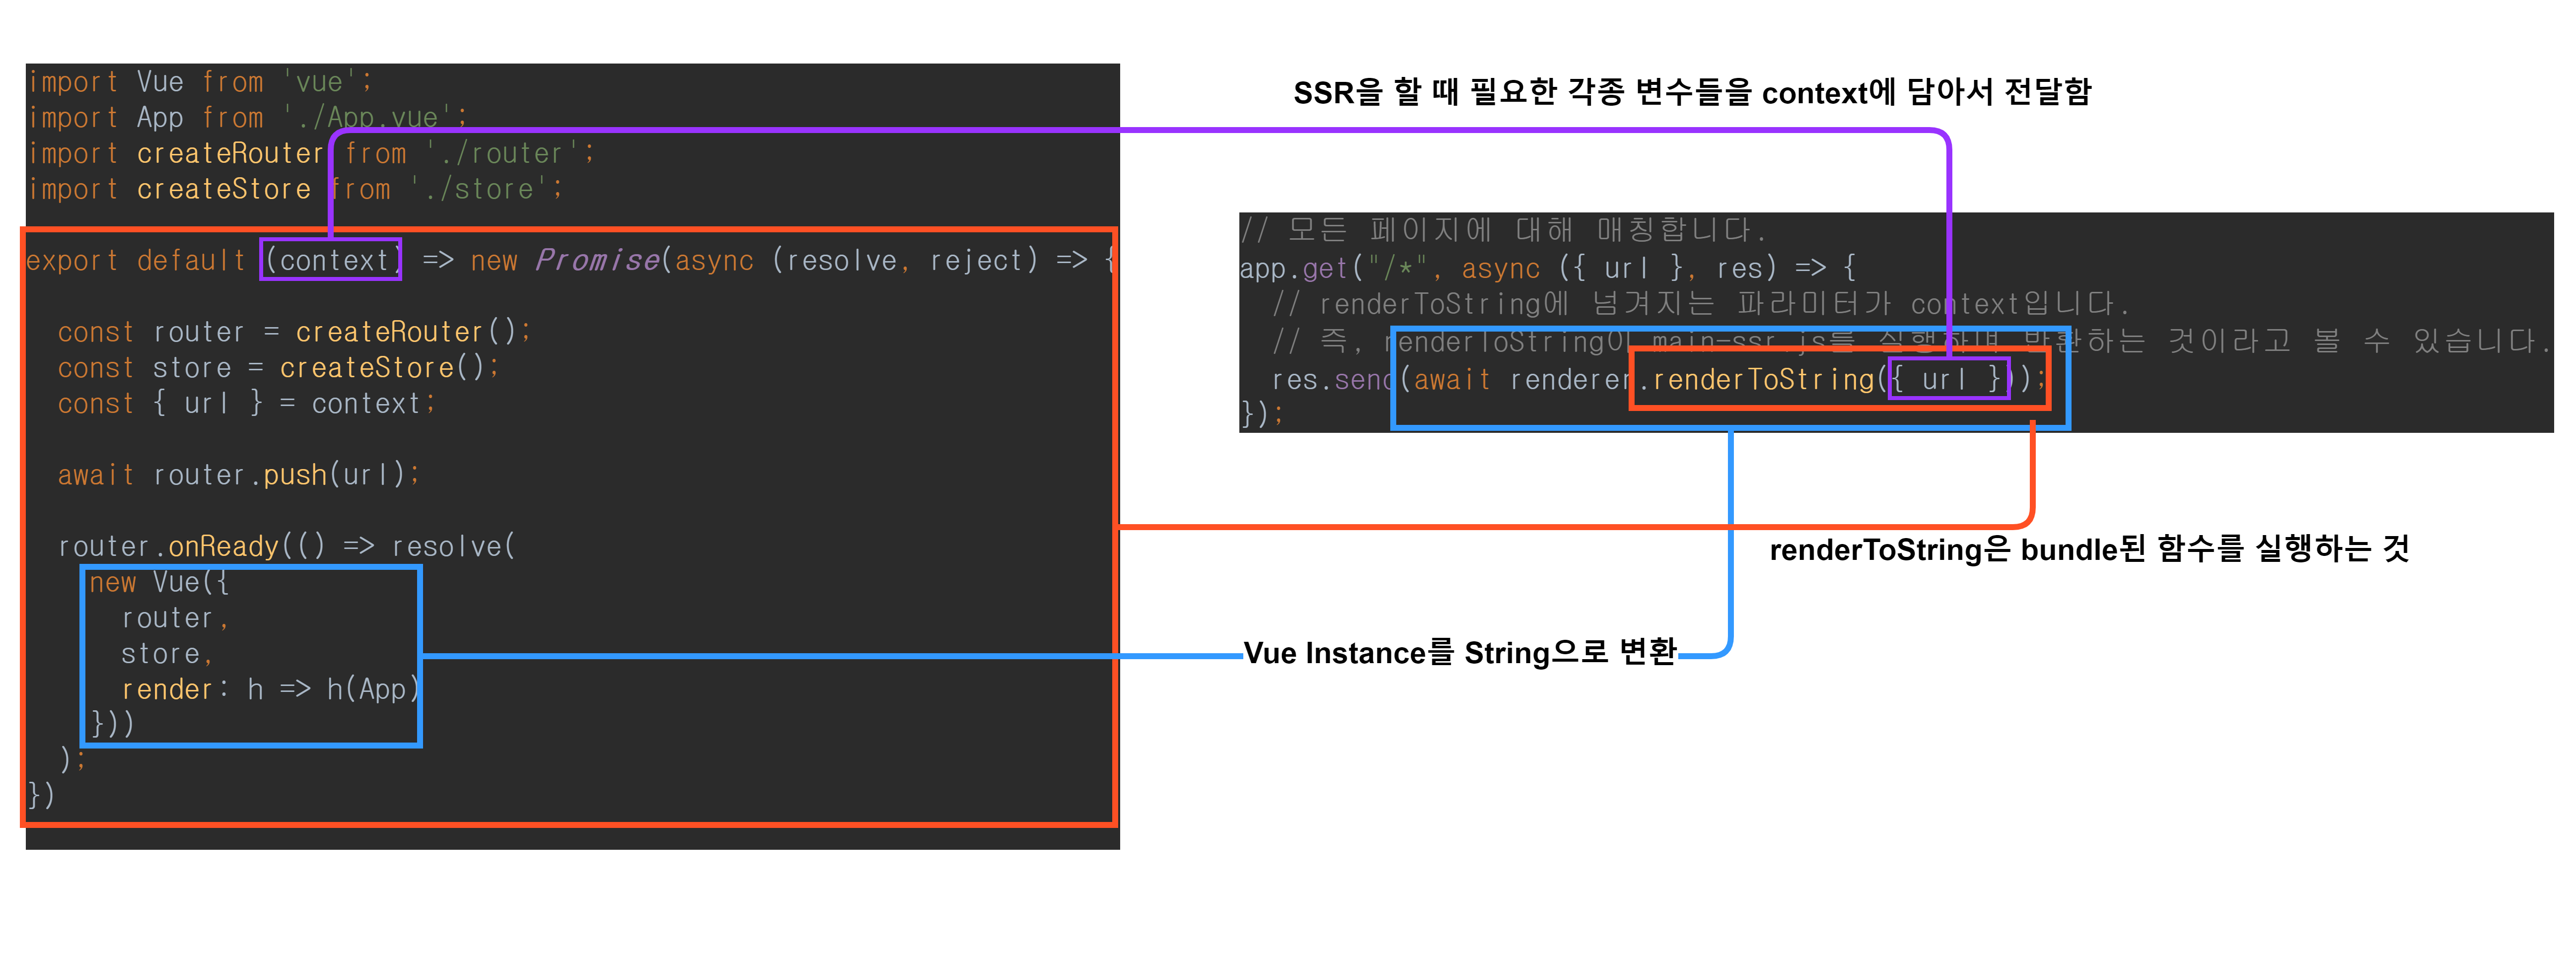 import Vue from 'vue';
import App from './App.vue';
import createRouter from './router';
import createStore from './store';
export default (context) => new Promise(async (resolve, reject) => {
const router = createRouter();
const store = createStore();
const { url } = context;
await router.push(url);
router.onReady(() => resolve(
new Vue({
router,
store,
render: h => h(App)
}))
);
})
SSR을 할 때 필요한 각종 변수들을 context에 담아서 전달함
// 모든 페이지에 대해 매칭합니다.
app.get("/*", async ({ url }, res) => {
// renderToString에 넘겨지는 파라미터가 context입니다.
// 즉, renderToString이 main-ssr.js를 실행하며 반환하는 것이라고 볼 수 있습니다.
res.send(await renderer.renderToString({ url }));
});
renderToString은 bundle된 함수를 실행하는 것
Vue Instance를 String으로 변환